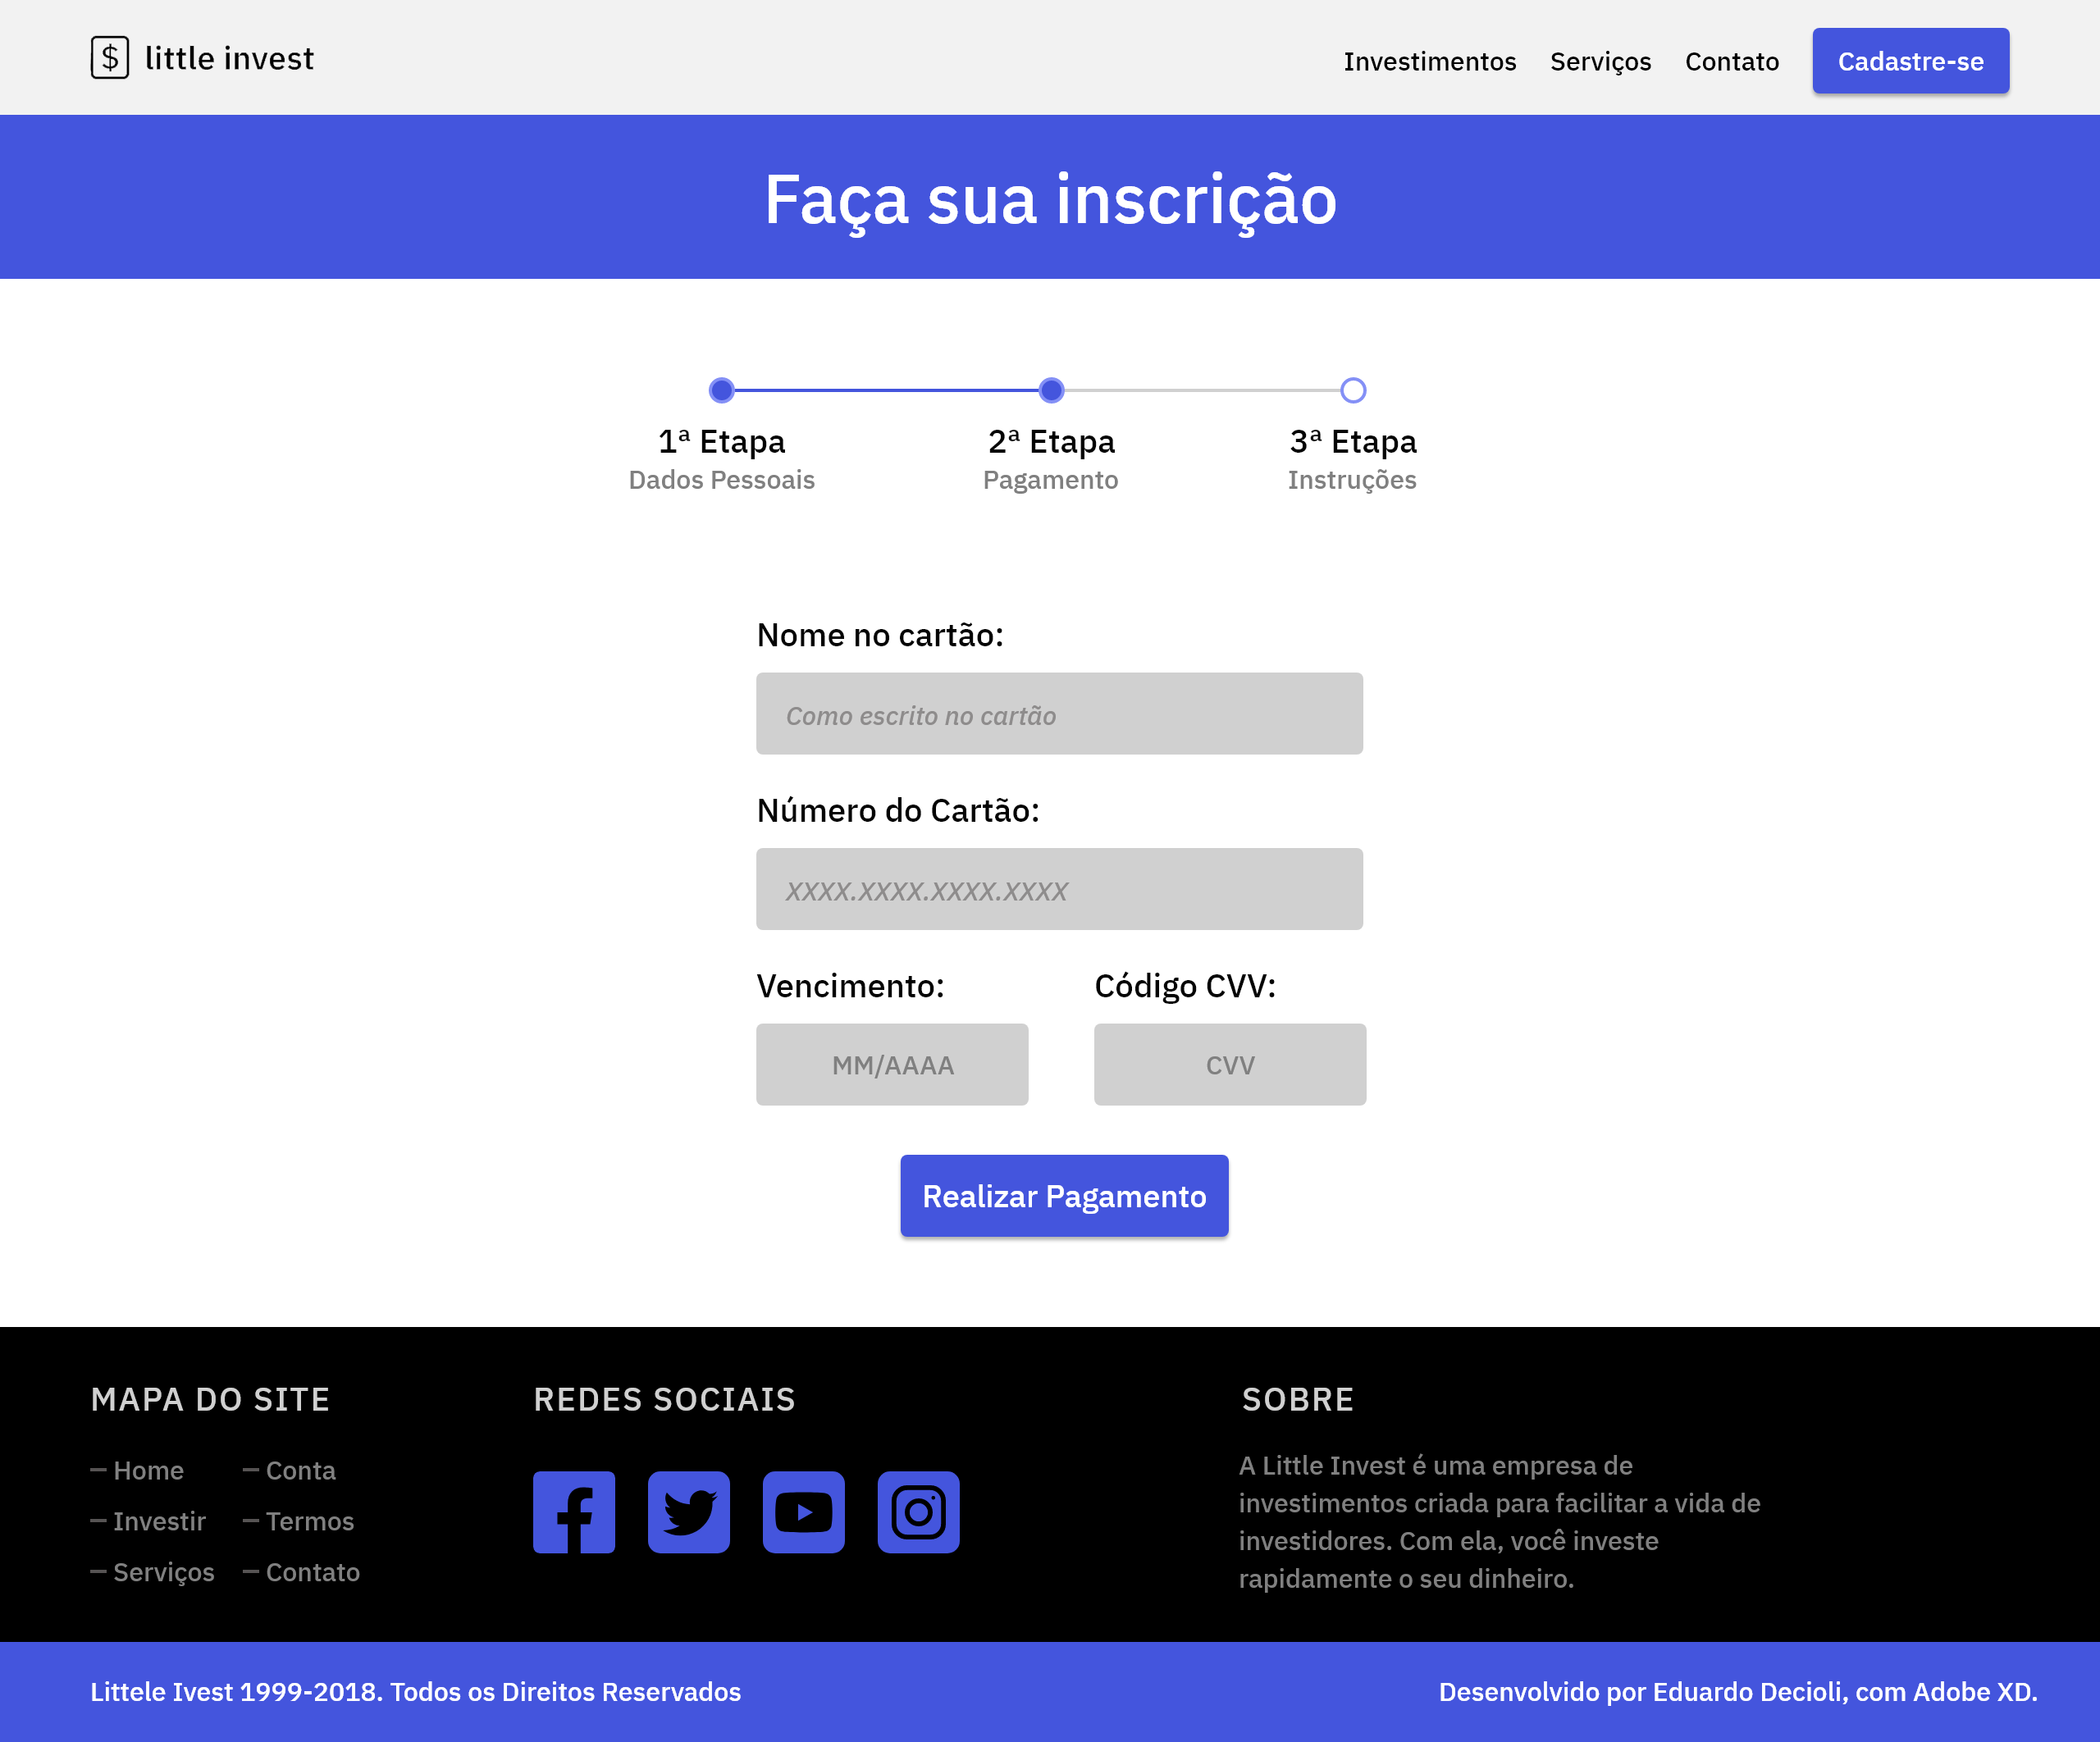 $ little invest
Investimentos Serviços Contato Cadastre-se
Faça sua inscrição
1ª Etapa 2ª Etapa 3ª Etapa
Dados Pessoais Pagamento Instruções
Nome no cartão:
Como escrito no cartão
Número do Cartão:
XXXX.XXXX.XXXX.XXXX
Vencimento: Código CVV:
MM/AAAA CVV
Realizar Pagamento
MAPA DO SITE
— Home — Conta
— Investir — Termos
— Serviços — Contato
REDES SOCIAIS
SOBRE
A Little Invest é uma empresa de
investimentos criada para facilitar a vida de
investidores. Com ela, você investe
rapidamente o seu dinheiro.
Littele Ivest 1999-2018. Todos os Direitos Reservados
Desenvolvido por Eduardo Decioli, com Adobe XD.